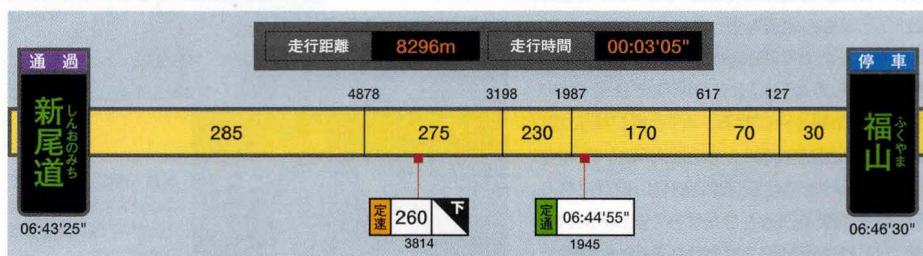 走行距離 8296m 走行時間 00:03'05"
通過
新尾道
しんおのみち
06:43'25"
4878 3198 1987 617 127
285 275 230 170 70 30
定速 260 下
3814
定通 06:44'55"
1945
停車
福山
ふくやま
06:46'30"